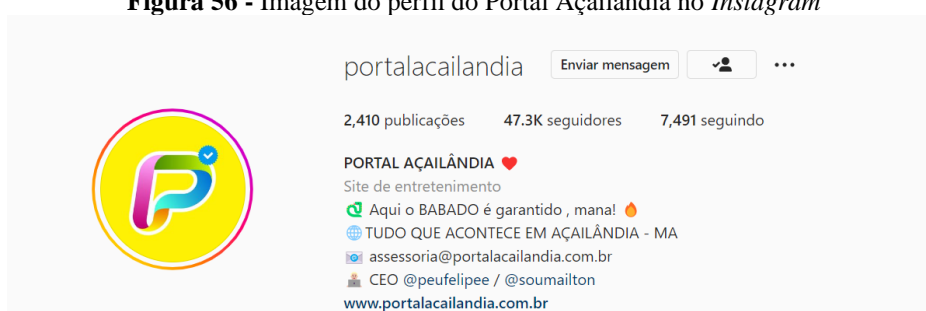 Figura 56 - Imagem do perfil do Portal Açailândia no Instagram
portalacailandia Enviar mensagem
2,410 publicações 47.3K seguidores 7,491 seguindo
PORTAL AÇAILÂNDIA ❤️
Site de entretenimento
Aqui o BABADO é garantido , mana! 🔥
🌐 TUDO QUE ACONTECE EM AÇAILÂNDIA - MA
📧 assessoria@portalacailandia.com.br
CEO @peufelipee / @soumailton
www.portalacailandia.com.br